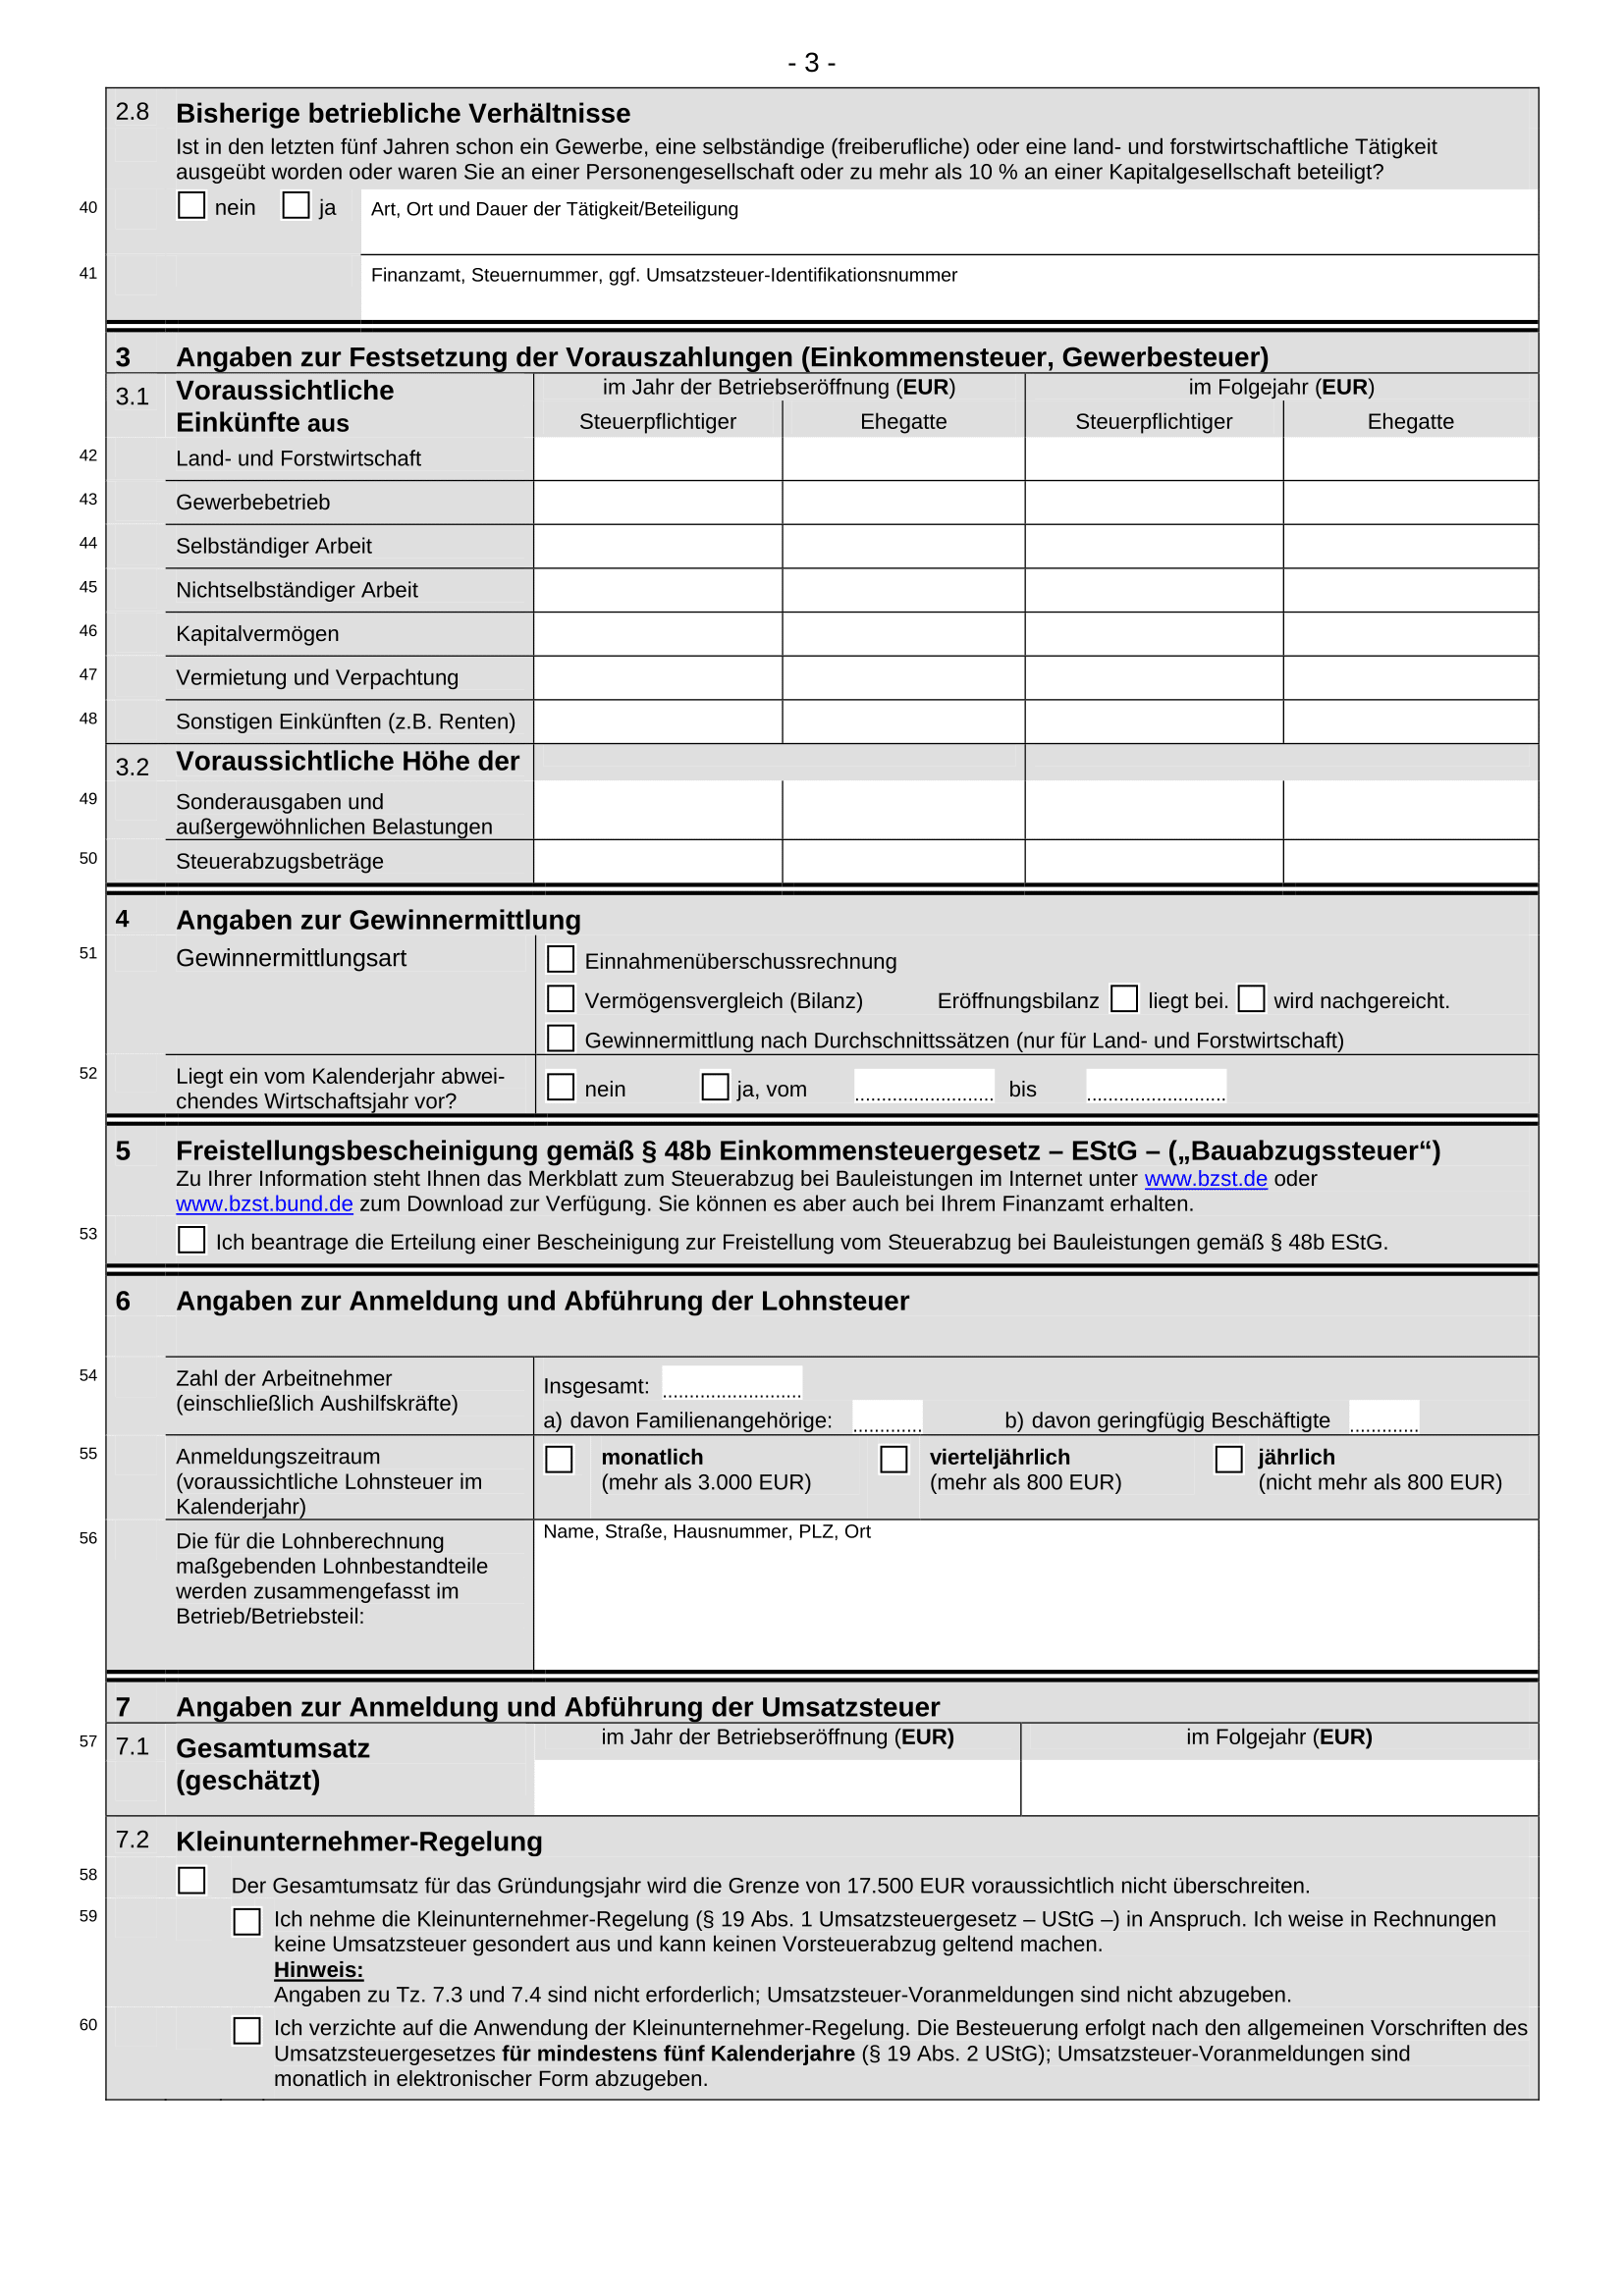 - 3 -
2.8 Bisherige betriebliche Verhältnisse
Ist in den letzten fünf Jahren schon ein Gewerbe, eine selbständige (freiberufliche) oder eine land- und forstwirtschaftliche Tätigkeit
ausgeübt worden oder waren Sie an einer Personengesellschaft oder zu mehr als 10 % an einer Kapitalgesellschaft beteiligt?
40 nein ja Art, Ort und Dauer der Tätigkeit/Beteiligung
41 Finanzamt, Steuernummer, ggf. Umsatzsteuer-Identifikationsnummer
3 Angaben zur Festsetzung der Vorauszahlungen (Einkommensteuer, Gewerbesteuer)
3.1 Voraussichtliche im Jahr der Betriebseröffnung (EUR) im Folgejahr (EUR)
Einkünfte aus Steuerpflichtiger Ehegatte Steuerpflichtiger Ehegatte
42 Land- und Forstwirtschaft
43 Gewerbebetrieb
44 Selbständiger Arbeit
45 Nichtselbständiger Arbeit
46 Kapitalvermögen
47 Vermietung und Verpachtung
48 Sonstigen Einkünften (z.B. Renten)
3.2 Voraussichtliche Höhe der
49 Sonderausgaben und
außergewöhnlichen Belastungen
50 Steuerabzugsbeträge
4 Angaben zur Gewinnermittlung
51 Gewinnermittlungsart Einnahmenüberschussrechnung
Vermögensvergleich (Bilanz) Eröffnungsbilanz liegt bei. wird nachgereicht.
Gewinnermittlung nach Durchschnittssätzen (nur für Land- und Forstwirtschaft)
52 Liegt ein vom Kalenderjahr abwei-
chendes Wirtschaftsjahr vor? nein ja, vom bis
5 Freistellungsbescheinigung gemäß § 48b Einkommensteuergesetz – EStG – („Bauabzugssteuer“)
Zu Ihrer Information steht Ihnen das Merkblatt zum Steuerabzug bei Bauleistungen im Internet unter www.bzst.de oder
www.bzst.bund.de zum Download zur Verfügung. Sie können es aber auch bei Ihrem Finanzamt erhalten.
53 Ich beantrage die Erteilung einer Bescheinigung zur Freistellung vom Steuerabzug bei Bauleistungen gemäß § 48b EStG.
6 Angaben zur Anmeldung und Abführung der Lohnsteuer
54 Zahl der Arbeitnehmer Insgesamt:
(einschließlich Aushilfskräfte) a) davon Familienangehörige: b) davon geringfügig Beschäftigte
55 Anmeldungszeitraum monatlich vierteljährlich jährlich
(voraussichtliche Lohnsteuer im (mehr als 3.000 EUR) (mehr als 800 EUR) (nicht mehr als 800 EUR)
Kalenderjahr)
56 Die für die Lohnberechnung Name, Straße, Hausnummer, PLZ, Ort
maßgebenden Lohnbestandteile
werden zusammengefasst im
Betrieb/Betriebsteil:
7 Angaben zur Anmeldung und Abführung der Umsatzsteuer
57 7.1 Gesamtumsatz im Jahr der Betriebseröffnung (EUR) im Folgejahr (EUR)
(geschätzt)
7.2 Kleinunternehmer-Regelung
58 Der Gesamtumsatz für das Gründungsjahr wird die Grenze von 17.500 EUR voraussichtlich nicht überschreiten.
59 Ich nehme die Kleinunternehmer-Regelung (§ 19 Abs. 1 Umsatzsteuergesetz – UStG –) in Anspruch. Ich weise in Rechnungen
keine Umsatzsteuer gesondert aus und kann keinen Vorsteuerabzug geltend machen.
Hinweis:
Angaben zu Tz. 7.3 und 7.4 sind nicht erforderlich; Umsatzsteuer-Voranmeldungen sind nicht abzugeben.
60 Ich verzichte auf die Anwendung der Kleinunternehmer-Regelung. Die Besteuerung erfolgt nach den allgemeinen Vorschriften des
Umsatzsteuergesetzes für mindestens fünf Kalenderjahre (§ 19 Abs. 2 UStG); Umsatzsteuer-Voranmeldungen sind
monatlich in elektronischer Form abzugeben.